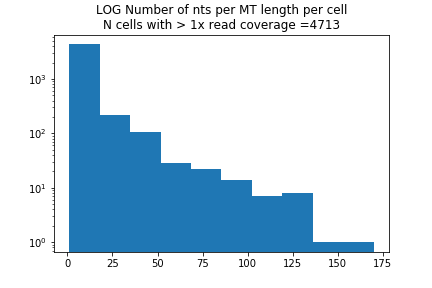 LOG Number of nts per MT length per cell
N cells with > 1x read coverage =4713
10³
10²
10¹
10⁰
0 25 50 75 100 125 150 175